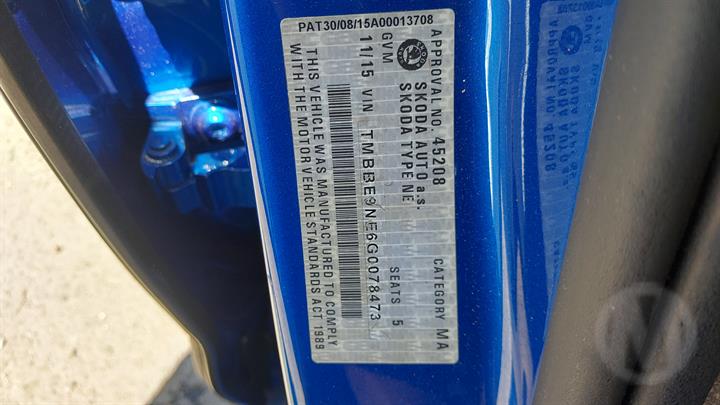 PAT30/08/15A00013708
APPROVAL NO. 45208 CATEGORY MA
SKODA AUTO a.s.
SKODA TYPE NE SEATS 5
GVM
11/15 VIN TMBBE9NE6G0078473
THIS VEHICLE WAS MANUFACTURED TO COMPLY
WITH THE MOTOR VEHICLE STANDARDS ACT 1989
SKODA
M